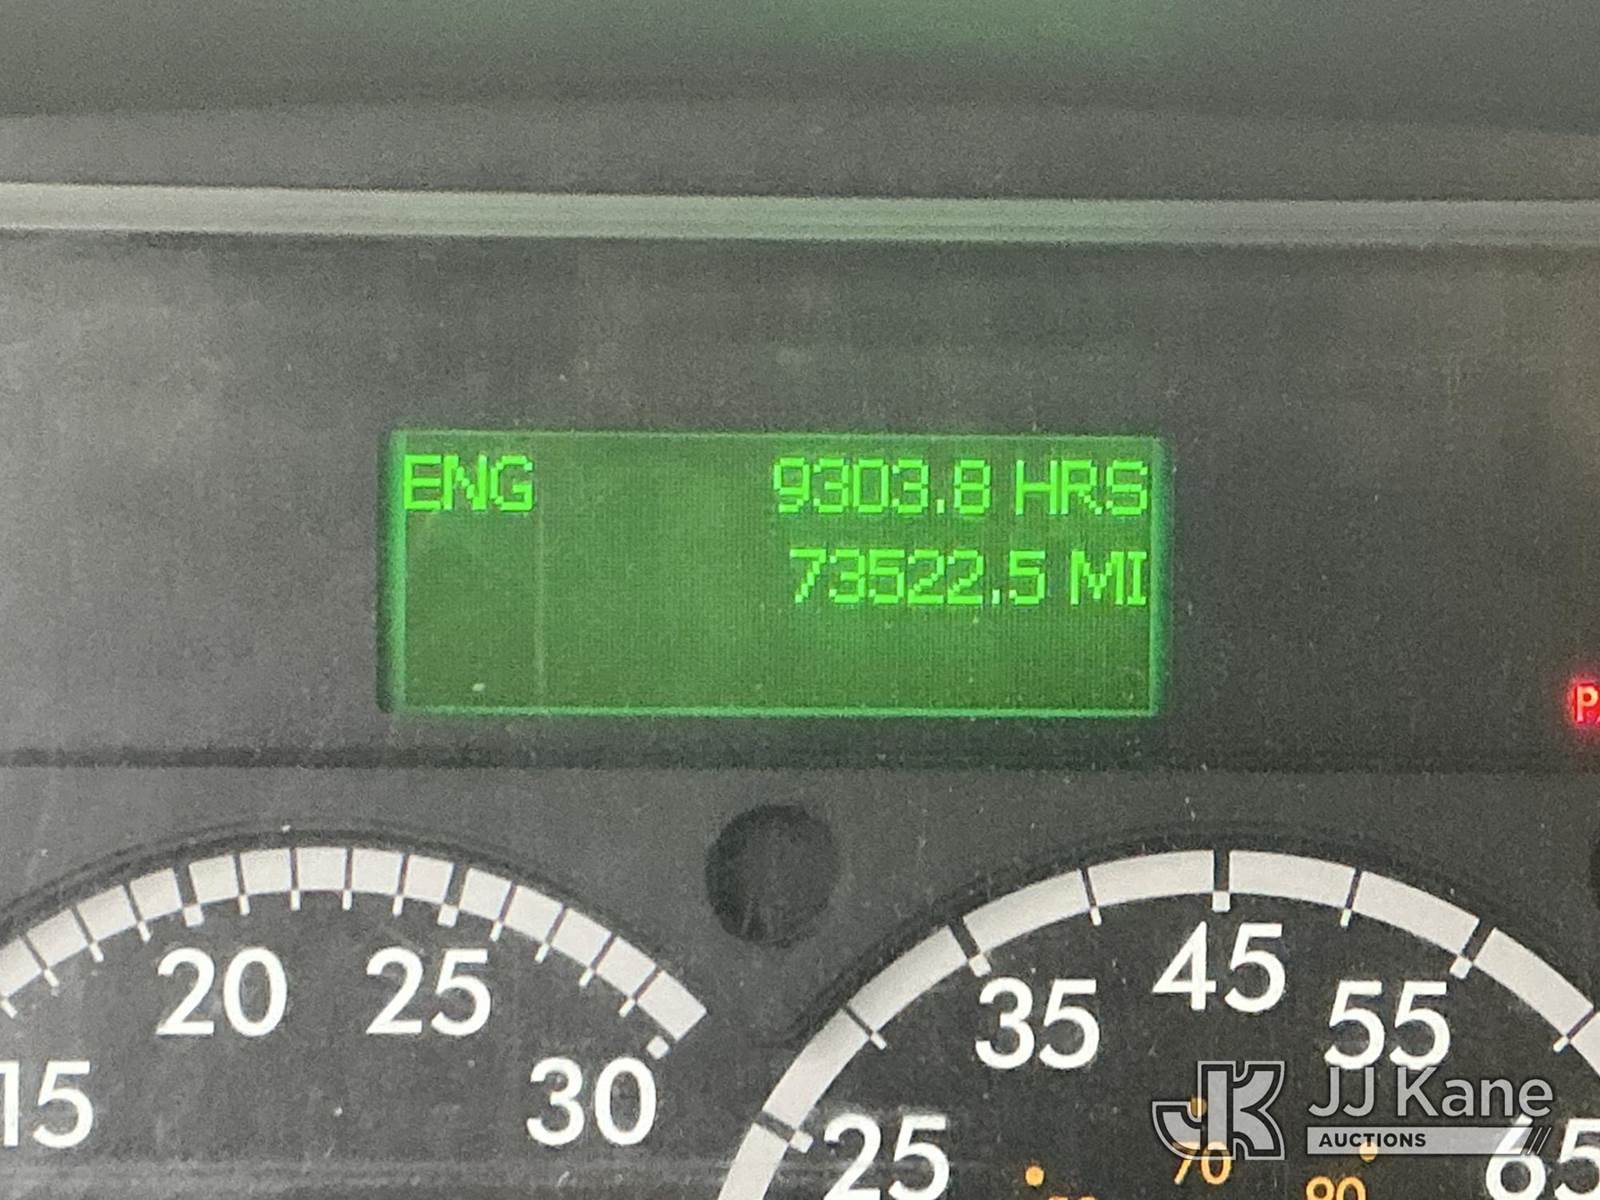 ENG 9303.8 HRS
73522.5 MI
15 20 25 30
25 35 45 55 65
70 80
JJ Kane
AUCTIONS